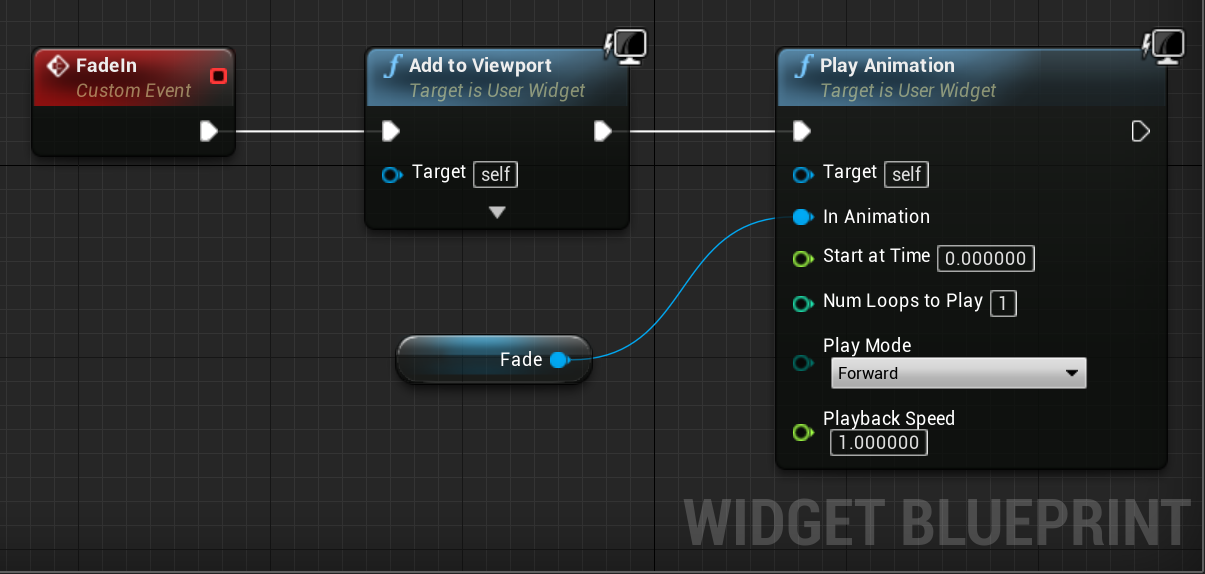 FadeIn
Custom Event
Add to Viewport
Target is User Widget
Target self
Fade
Play Animation
Target is User Widget
Target self
In Animation
Start at Time 0.000000
Num Loops to Play 1
Play Mode
Forward
Playback Speed
1.000000
WIDGET BLUEPRINT